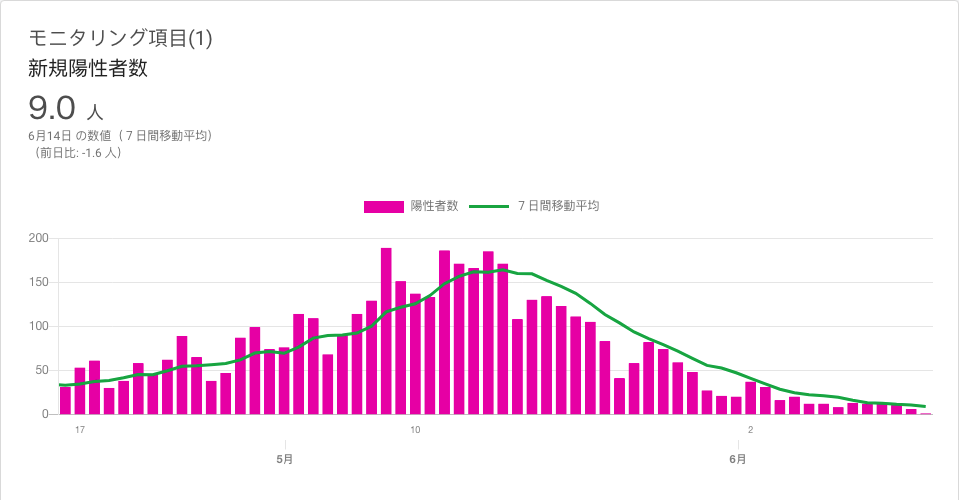 モニタリング項目(1)
新規陽性者数
9.0 人
6月14日 の数値（７日間移動平均）
（前日比: -1.6 人）
陽性者数 ７日間移動平均
200
150
100
50
0
17 10 2
5月 6月